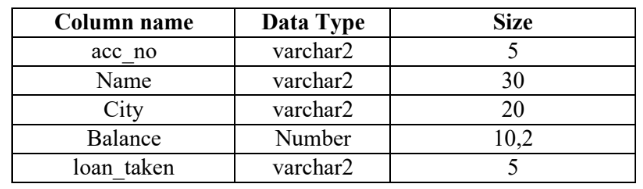 Column name Data Type Size
acc_no varchar2 5
Name varchar2 30
City varchar2 20
Balance Number 10,2
loan_taken varchar2 5